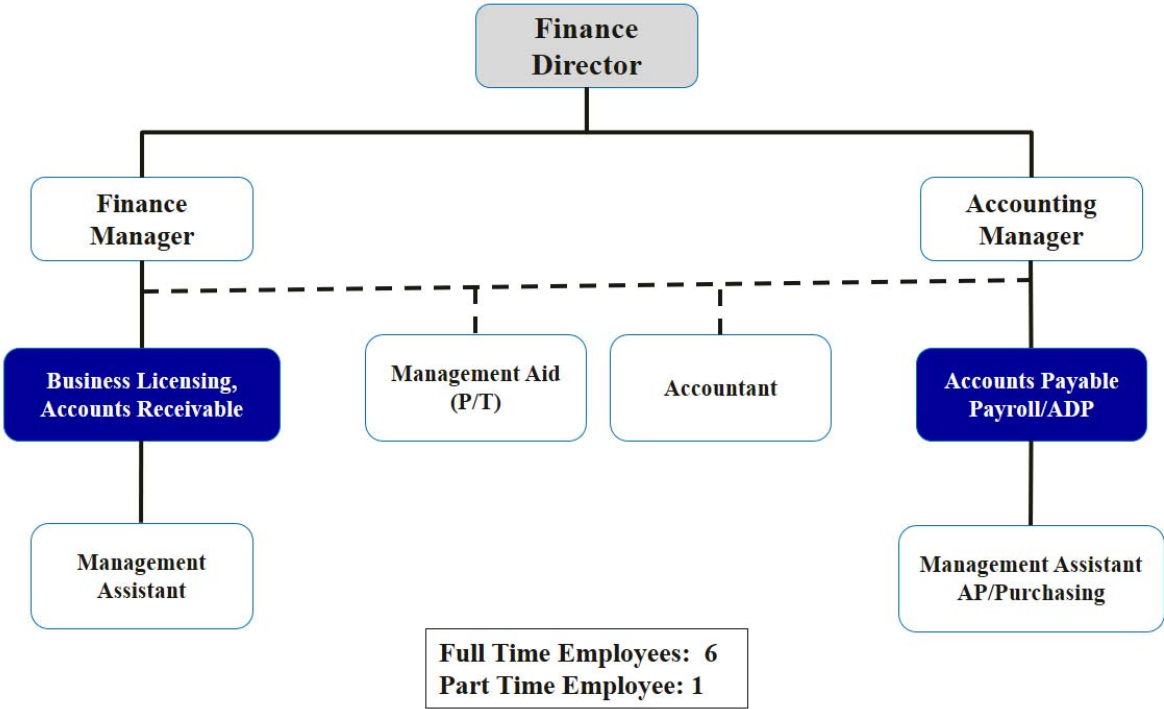 Finance
Director
Finance
Manager
Accounting
Manager
Business Licensing,
Accounts Receivable
Management Aid
(P/T)
Accountant
Accounts Payable
Payroll/ADP
Management
Assistant
Management Assistant
AP/Purchasing
Full Time Employees: 6
Part Time Employee: 1